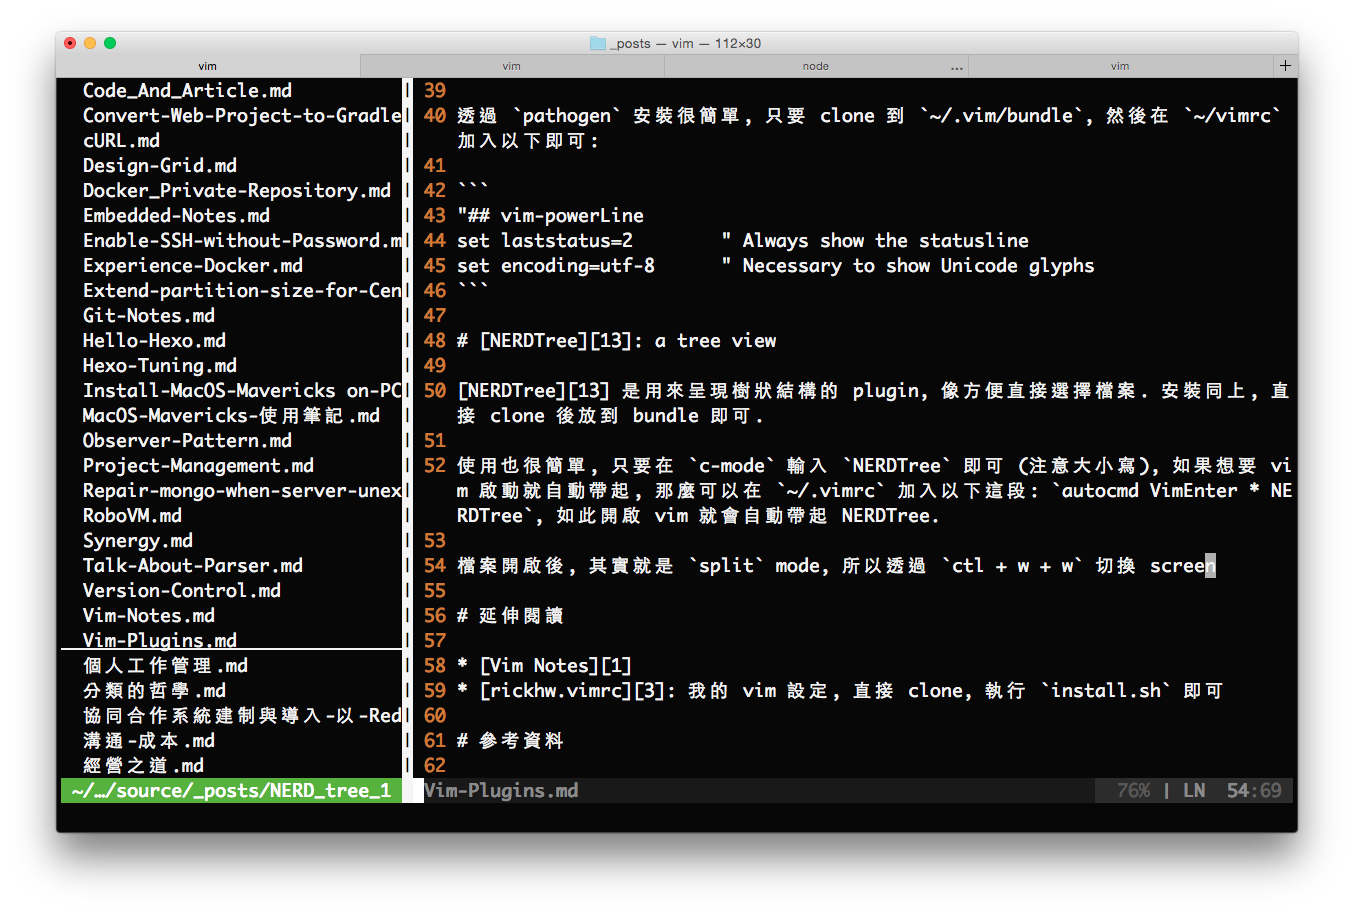 _posts — vim — 112×30
vim
vim
node
...
vim
+
Code_And_Article.md
Convert-Web-Project-to-Gradle
cURL.md
Design-Grid.md
Docker_Private-Repository.md
Embedded-Notes.md
Enable-SSH-without-Password.m
Experience-Docker.md
Extend-partition-size-for-Cen
Git-Notes.md
Hello-Hexo.md
Hexo-Tuning.md
Install-MacOS-Mavericks on-PC
MacOS-Mavericks-使用筆記.md
Observer-Pattern.md
Project-Management.md
Repair-mongo-when-server-unex
RoboVM.md
Synergy.md
Talk-About-Parser.md
Version-Control.md
Vim-Notes.md
Vim-Plugins.md
個人工作管理.md
分類的哲學.md
協同合作系統建制與導入-以-Red
溝通-成本.md
經營之道.md
~/…/source/_posts/NERD_tree_1
39
40 透過 `pathogen` 安裝很簡單, 只要 clone 到 `~/.vim/bundle`, 然後在 `~/vimrc`
加入以下即可:
41
42 ```
43 "## vim-powerLine
44 set laststatus=2        " Always show the statusline
45 set encoding=utf-8      " Necessary to show Unicode glyphs
46 ```
47
48 # [NERDTree][13]: a tree view
49
50 [NERDTree][13] 是用來呈現樹狀結構的 plugin, 像方便直接選擇檔案. 安裝同上, 直
接 clone 後放到 bundle 即可.
51
52 使用也很簡單, 只要在 `c-mode` 輸入 `NERDTree` 即可 (注意大小寫), 如果想要 vi
m 啟動就自動帶起, 那麼可以在 `~/.vimrc` 加入以下這段: `autocmd VimEnter * NE
RDTree`, 如此開啟 vim 就會自動帶起 NERDTree.
53
54 檔案開啟後, 其實就是 `split` mode, 所以透過 `ctl + w + w` 切換 screen
55
56 # 延伸閱讀
57
58 * [Vim Notes][1]
59 * [rickhw.vimrc][3]: 我的 vim 設定, 直接 clone, 執行 `install.sh` 即可
60
61 # 參考資料
62
Vim-Plugins.md 76% | LN 54:69